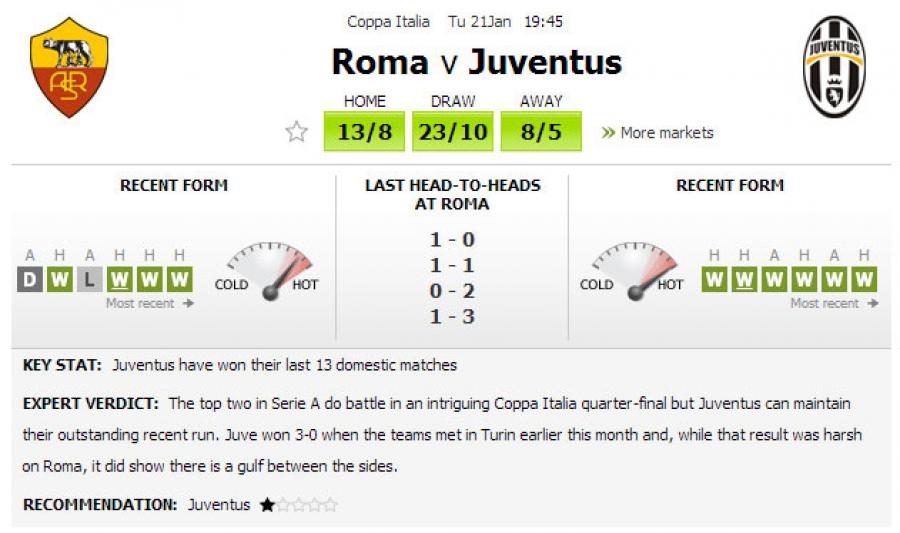 Coppa Italia Tu 21Jan 19:45
Roma v Juventus
HOME DRAW AWAY
13/8 23/10 8/5 » More markets
ASR
JUVENTUS
RECENT FORM
A H A H H H
D W L W W W
Most recent →
COLD HOT
LAST HEAD-TO-HEADS
AT ROMA
1 - 0
1 - 1
0 - 2
1 - 3
RECENT FORM
H H A H A H
W W W W W W
Most recent →
COLD HOT
KEY STAT: Juventus have won their last 13 domestic matches
EXPERT VERDICT: The top two in Serie A do battle in an intriguing Coppa Italia quarter-final but Juventus can maintain
their outstanding recent run. Juve won 3-0 when the teams met in Turin earlier this month and, while that result was harsh
on Roma, it did show there is a gulf between the sides.
RECOMMENDATION: Juventus